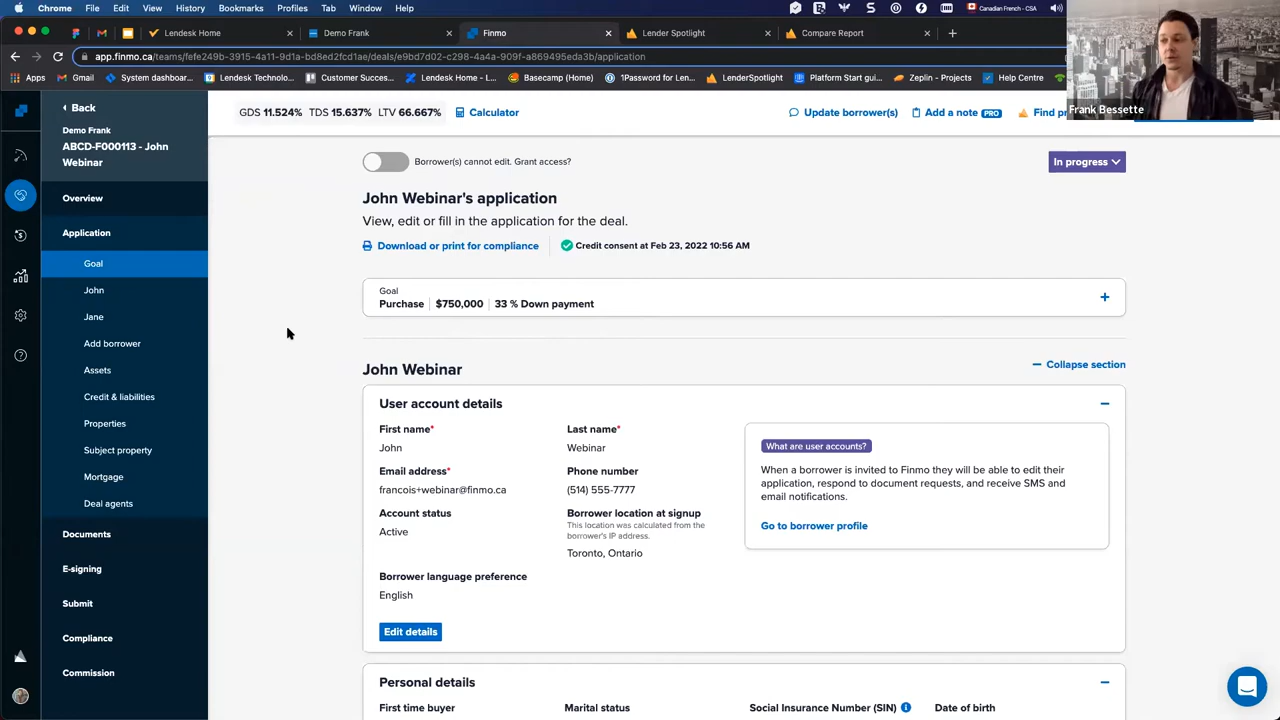 Chrome File Edit View History Bookmarks Profiles Tab Window Help Canadian French - CSA
Lendesk Home Demo Frank Finmo Lender Spotlight Compare Report
app.finmo.ca/teams/fefe249b-3915-4a11-9d1a-bd8ed2fcd1ae/deals/e9bd7d02-c298-4a4a-909f-a869495eda3b/application
Apps Gmail System dashboar... Lendesk Technolo... Customer Succes... Lendesk Home - L... Basecamp (Home) 1Password for Len... LenderSpotlight Platform Start gui... Zeplin - Projects Help Centre
Frank Bessette
Back
GDS 11.524% TDS 15.637% LTV 66.667% Calculator Update borrower(s) Add a note PRO
Demo Frank
ABCD-F000113 - John
Webinar
Overview
Application
Goal
John
Jane
Add borrower
Assets
Credit & liabilities
Properties
Subject property
Mortgage
Deal agents
Documents
E-signing
Submit
Compliance
Commission
Borrower(s) cannot edit. Grant access? In progress
John Webinar's application
View, edit or fill in the application for the deal.
Download or print for compliance Credit consent at Feb 23, 2022 10:56 AM
Goal
Purchase $750,000 33 % Down payment
John Webinar Collapse section
User account details
First name* Last name*
John Webinar
Email address* Phone number
francois+webinar@finmo.ca (514) 555-7777
Account status Borrower location at signup
This location was calculated from the
borrower's IP address.
Active
Toronto, Ontario
Borrower language preference
English
Edit details
What are user accounts?
When a borrower is invited to Finmo they will be able to edit their
application, respond to document requests, and receive SMS and
email notifications.
Go to borrower profile
Personal details
First time buyer Marital status Social Insurance Number (SIN) Date of birth